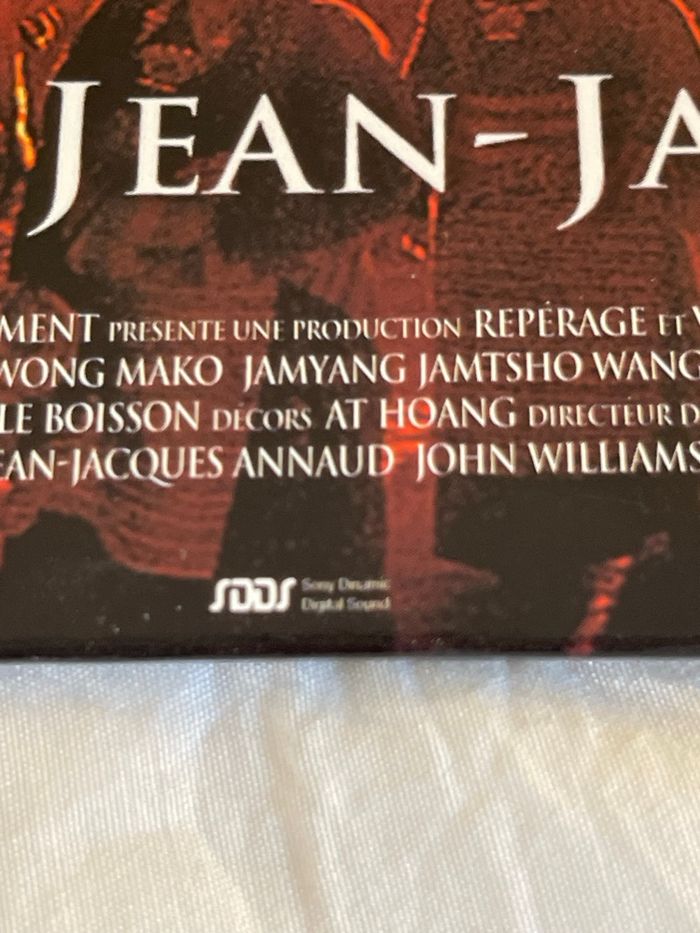 JEAN-JA
MENT PRESENTE UNE PRODUCTION REPÉRAGE ET V
WONG MAKO JAMYANG JAMTSHO WANG
LE BOISSON DÉCORS AT HOANG DIRECTEUR D
EAN-JACQUES ANNAUD JOHN WILLIAMS
SDDS Sony Dinamic
Digital Sound